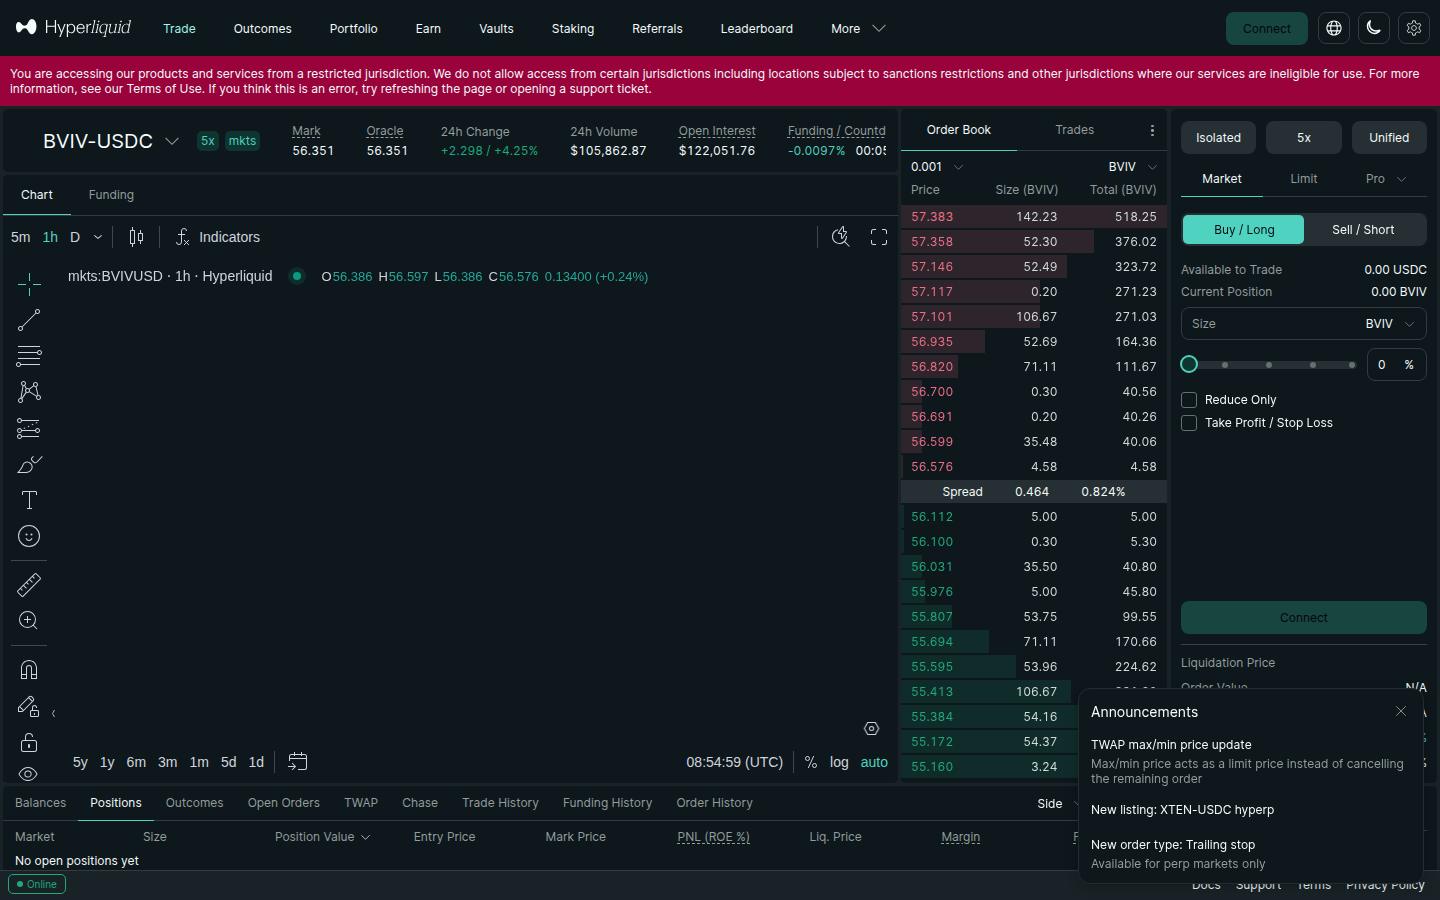 Hyperliquid
Trade
Outcomes
Portfolio
Earn
Vaults
Staking
Referrals
Leaderboard
More
Connect
You are accessing our products and services from a restricted jurisdiction. We do not allow access from certain jurisdictions including locations subject to sanctions restrictions and other jurisdictions where our services are ineligible for use. For more
information, see our Terms of Use. If you think this is an error, try refreshing the page or opening a support ticket.
BVIV-USDC
5x
mkts
Mark
56.351
Oracle
56.351
24h Change
+2.298 / +4.25%
24h Volume
$105,862.87
Open Interest
$122,051.76
Funding / Countd
-0.0097% 00:05
Chart
Funding
5m
1h
D
Indicators
mkts:BVIVUSD · 1h · Hyperliquid
O56.386 H56.597 L56.386 C56.576 0.13400 (+0.24%)
5y
1y
6m
3m
1m
5d
1d
08:54:59 (UTC)
%
log
auto
Order Book
Trades
0.001
BVIV
Price Size (BVIV) Total (BVIV)
57.383 142.23 518.25
57.358 52.30 376.02
57.146 52.49 323.72
57.117 0.20 271.23
57.101 106.67 271.03
56.935 52.69 164.36
56.820 71.11 111.67
56.700 0.30 40.56
56.691 0.20 40.26
56.599 35.48 40.06
56.576 4.58 4.58
Spread 0.464 0.824%
56.112 5.00 5.00
56.100 0.30 5.30
56.031 35.50 40.80
55.976 5.00 45.80
55.807 53.75 99.55
55.694 71.11 170.66
55.595 53.96 224.62
55.413 106.67
55.384 54.16
55.172 54.37
55.160 3.24
Isolated
5x
Unified
Market
Limit
Pro
Buy / Long
Sell / Short
Available to Trade 0.00 USDC
Current Position 0.00 BVIV
Size BVIV
0 %
Reduce Only
Take Profit / Stop Loss
Connect
Liquidation Price
Order Value N/A
Announcements
TWAP max/min price update
Max/min price acts as a limit price instead of cancelling
the remaining order
New listing: XTEN-USDC hyperp
New order type: Trailing stop
Available for perp markets only
Balances
Positions
Outcomes
Open Orders
TWAP
Chase
Trade History
Funding History
Order History
Side
Market
Size
Position Value
Entry Price
Mark Price
PNL (ROE %)
Liq. Price
Margin
No open positions yet
Online
Docs
Support
Terms
Privacy Policy